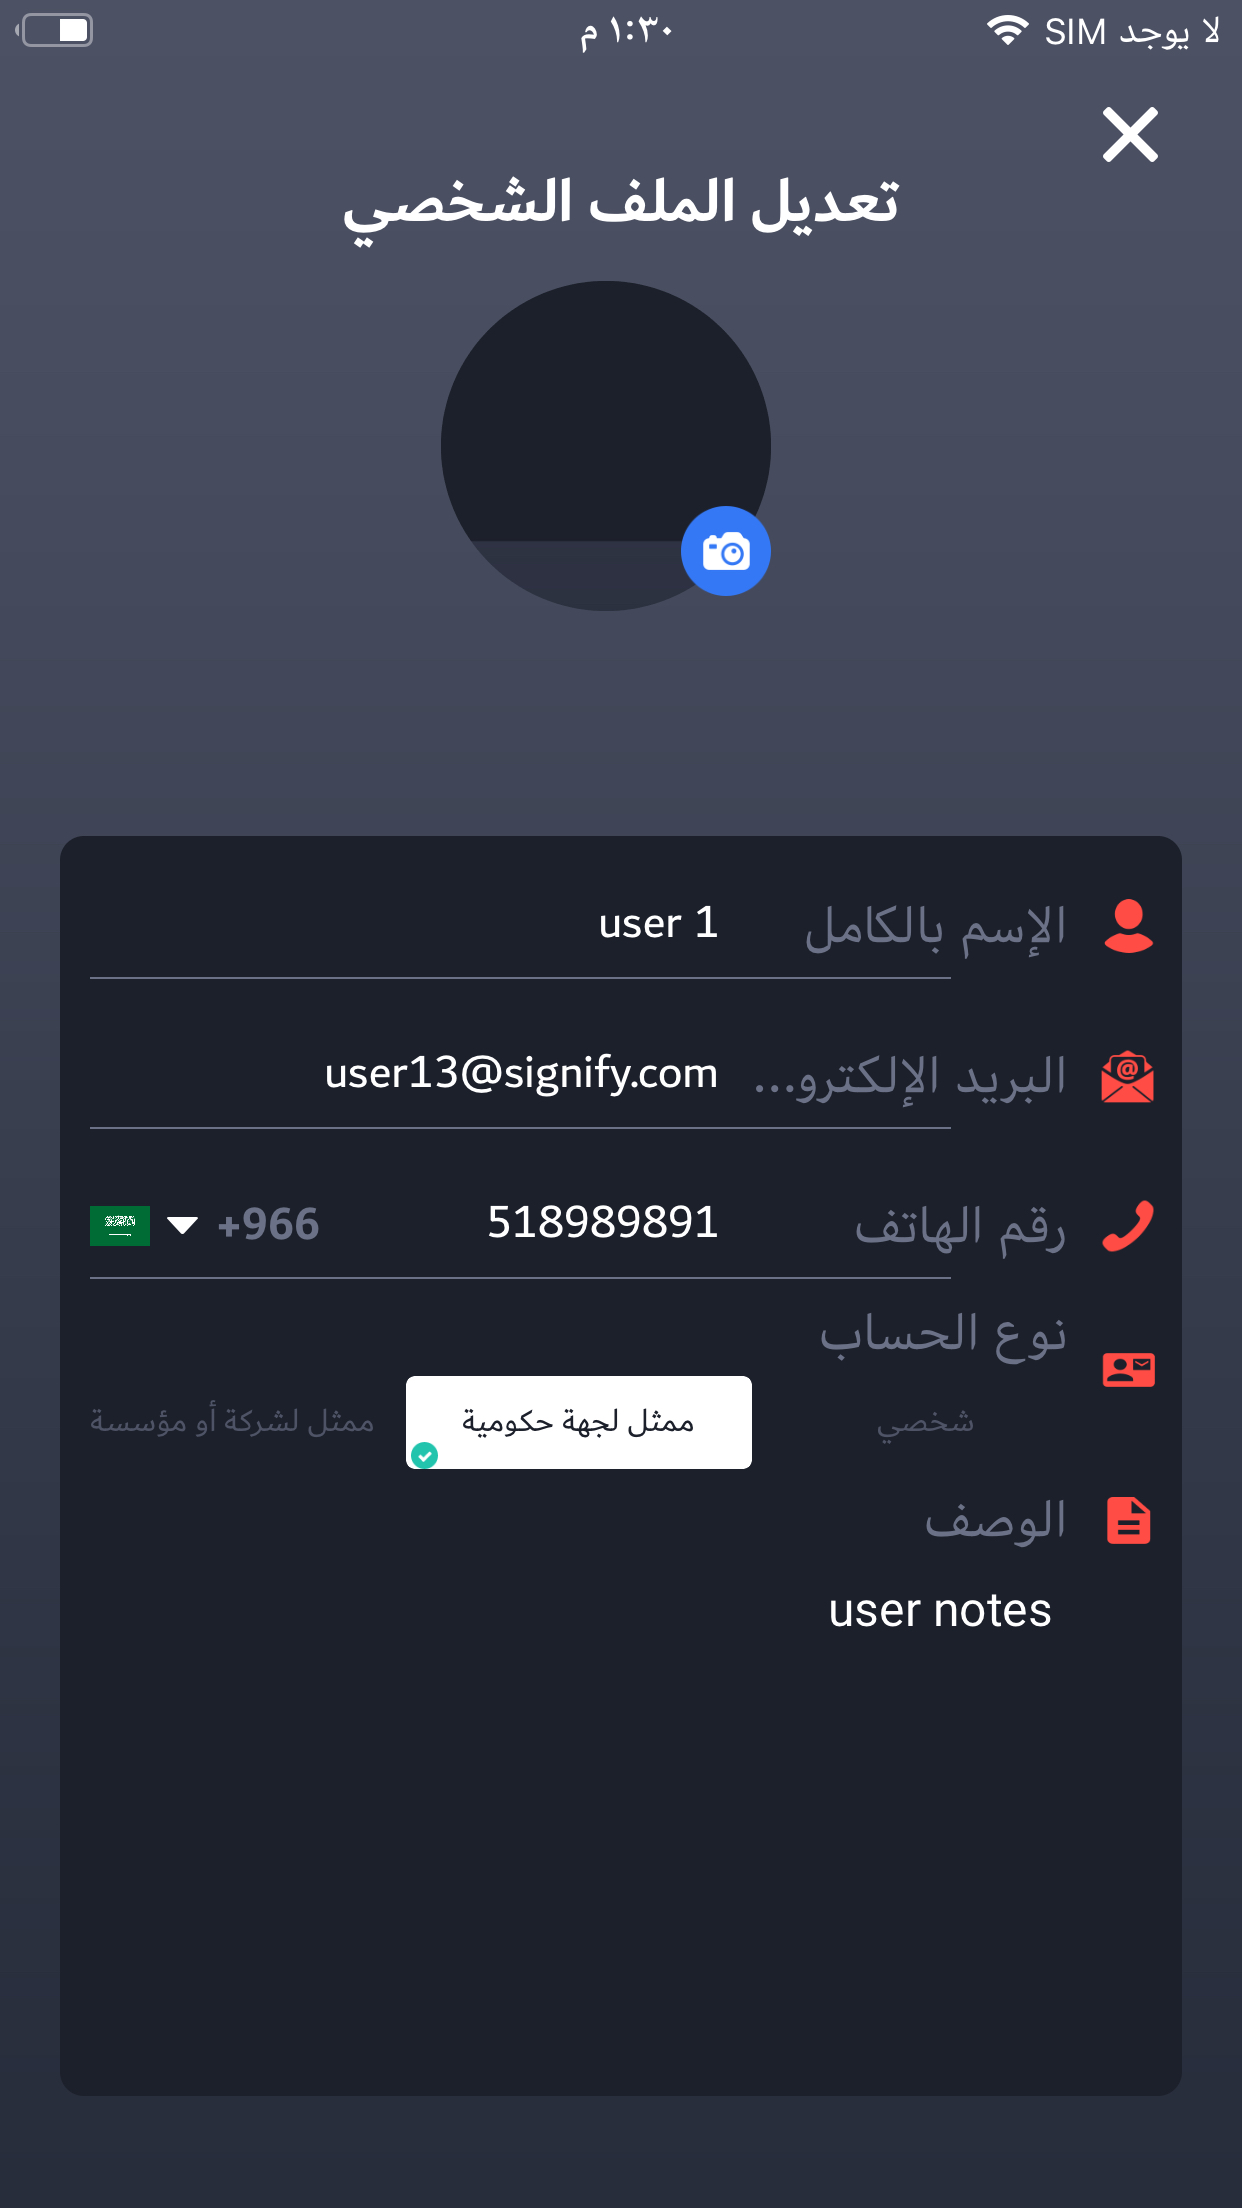 لا يوجد SIM
١:٣٠ م
تعديل الملف الشخصي
الإسم بالكامل user 1
البريد الإلكترو... user13@signify.com
رقم الهاتف 518989891 +966
نوع الحساب
شخصي ممثل لجهة حكومية ممثل لشركة أو مؤسسة
الوصف
user notes